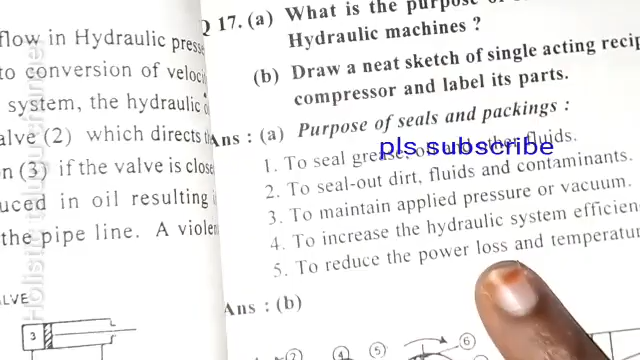 flow in Hydraulic press
to conversion of veloci
system, the hydraulic
alve (2) which directs
n (3) if the valve is close
uced in oil resulting
the pipe line. A violen
ALVE
3
Q 17. (a) What is the purpose
Hydraulic machines ?
(b) Draw a neat sketch of single acting recip
compressor and label its parts.
Ans : (a) Purpose of seals and packings :
pls subscribe
1. To seal grease, oil and other fluids.
2. To seal-out dirt, fluids and contaminants.
3. To maintain applied pressure or vacuum.
4. To increase the hydraulic system efficien
5. To reduce the power loss and temperatur
Ans : (b)
4 5 6